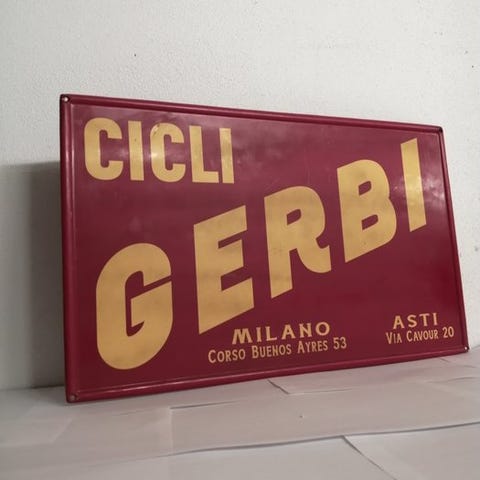 CICLI
GERBI
MILANO
CORSO BUENOS AYRES 53
ASTI
VIA CAVOUR 20